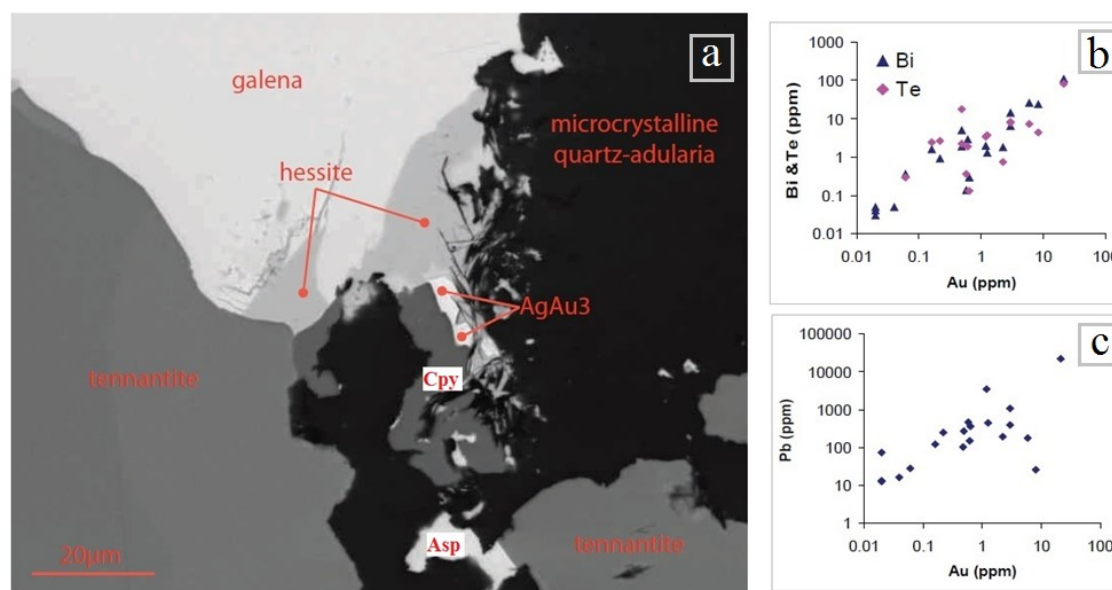 a
galena
hessite
microcrystalline
quartz-adularia
AgAu3
tennantite
Cpy
Asp
tennantite
20µm
b
Bi
Te
Bi &Te (ppm)
1000
100
10
1
0.1
0.01
0.01 0.1 1 10 100
Au (ppm)
c
Pb (ppm)
100000
10000
1000
100
10
1
0.01 0.1 1 10 100
Au (ppm)